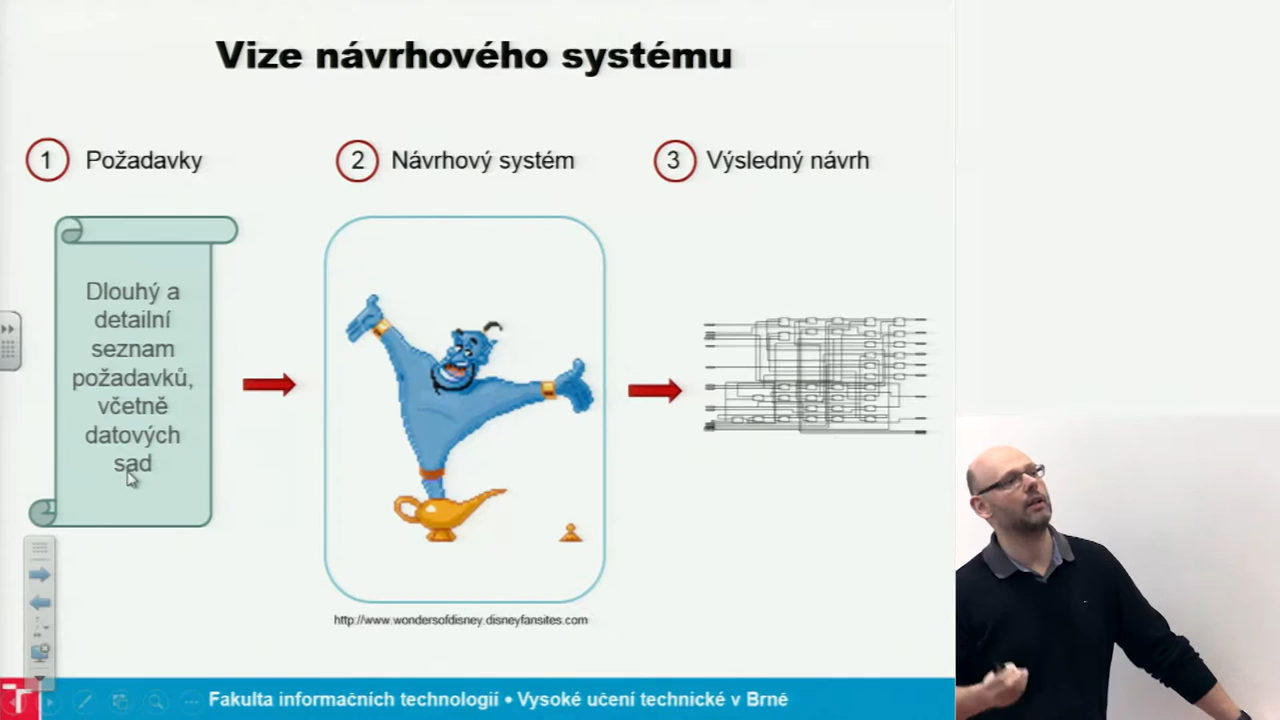 Vize návrhového systému
1 Požadavky
2 Návrhový systém
3 Výsledný návrh
Dlouhý a
detailní
seznam
požadavků,
včetně
datových
sad
http://www.wondersofdisney.disneyfansites.com
Fakulta informačních technologií • Vysoké učení technické v Brně